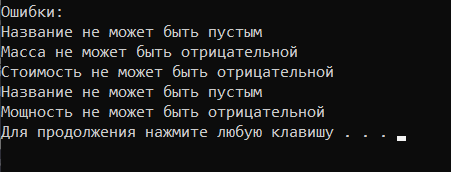 Ошибки:
Название не может быть пустым
Масса не может быть отрицательной
Стоимость не может быть отрицательной
Название не может быть пустым
Мощность не может быть отрицательной
Для продолжения нажмите любую клавишу . . .